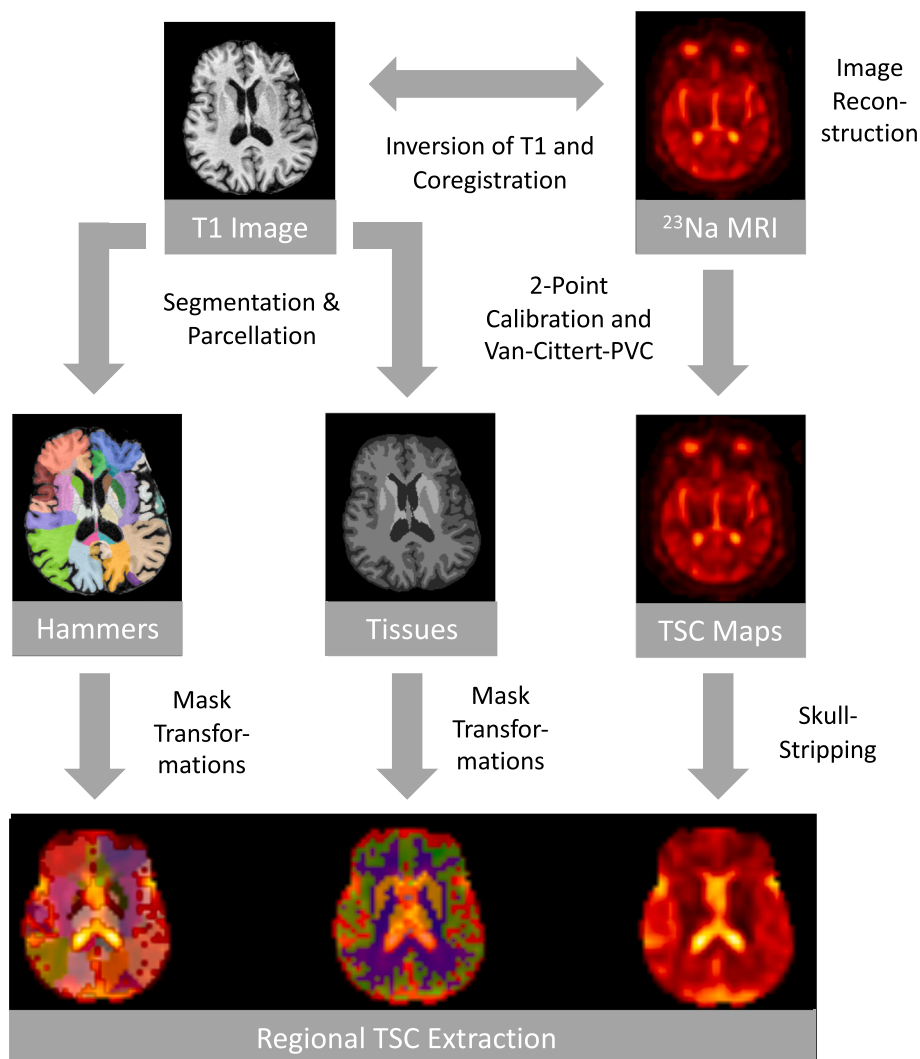 Image
Recon-
struction
Inversion of T1 and
Coregistration
T1 Image
²³Na MRI
Segmentation &
Parcellation
2-Point
Calibration and
Van-Cittert-PVC
Hammers
Tissues
TSC Maps
Mask
Transfor-
mations
Mask
Transfor-
mations
Skull-
Stripping
Regional TSC Extraction